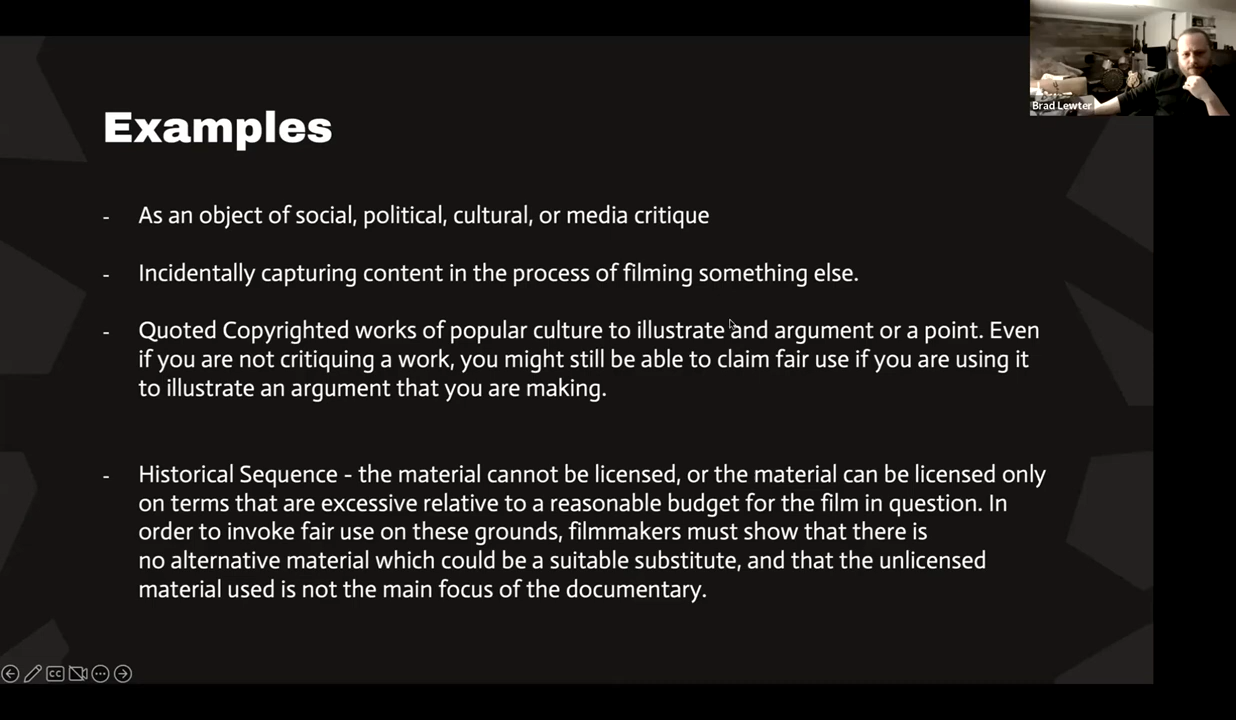 Brad Lewter
Examples
- As an object of social, political, cultural, or media critique
- Incidentally capturing content in the process of filming something else.
- Quoted Copyrighted works of popular culture to illustrate and argument or a point. Even
if you are not critiquing a work, you might still be able to claim fair use if you are using it
to illustrate an argument that you are making.
- Historical Sequence - the material cannot be licensed, or the material can be licensed only
on terms that are excessive relative to a reasonable budget for the film in question. In
order to invoke fair use on these grounds, filmmakers must show that there is
no alternative material which could be a suitable substitute, and that the unlicensed
material used is not the main focus of the documentary.
CC